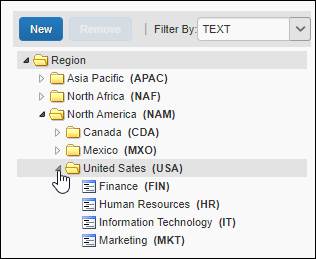 New Remove Filter By: TEXT
Region
Asia Pacific (APAC)
North Africa (NAF)
North America (NAM)
Canada (CDA)
Mexico (MXO)
United Sates (USA)
Finance (FIN)
Human Resources (HR)
Information Technology (IT)
Marketing (MKT)